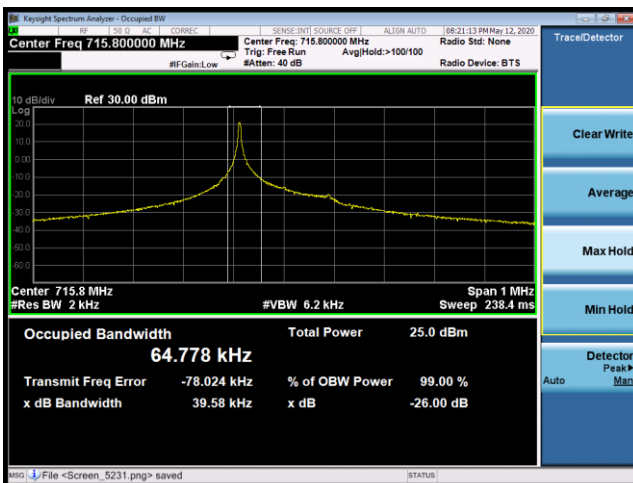 Keysight Spectrum Analyzer - Occupied BW
RF 50 Ω AC CORREC SENSE:INT SOURCE OFF ALIGN AUTO 08:21:13 PM May 12, 2020
Center Freq 715.800000 MHz
Center Freq: 715.800000 MHz
Radio Std: None
Trig: Free Run Avg|Hold:>100/100
#IFGain:Low
#Atten: 40 dB
Radio Device: BTS
Trace/Detector
10 dB/div Ref 30.00 dBm
Log
20.0
10.0
0.00
-10.0
-20.0
-30.0
-40.0
-60.0
Clear Write
Average
Max Hold
Min Hold
Detector
Peak▶
Auto Man
Center 715.8 MHz
Span 1 MHz
#Res BW 2 kHz
#VBW 6.2 kHz
Sweep 238.4 ms
Occupied Bandwidth
64.778 kHz
Total Power 25.0 dBm
Transmit Freq Error -78.024 kHz
% of OBW Power 99.00 %
x dB Bandwidth 39.58 kHz
x dB -26.00 dB
MSG File <Screen_5231.png> saved
STATUS